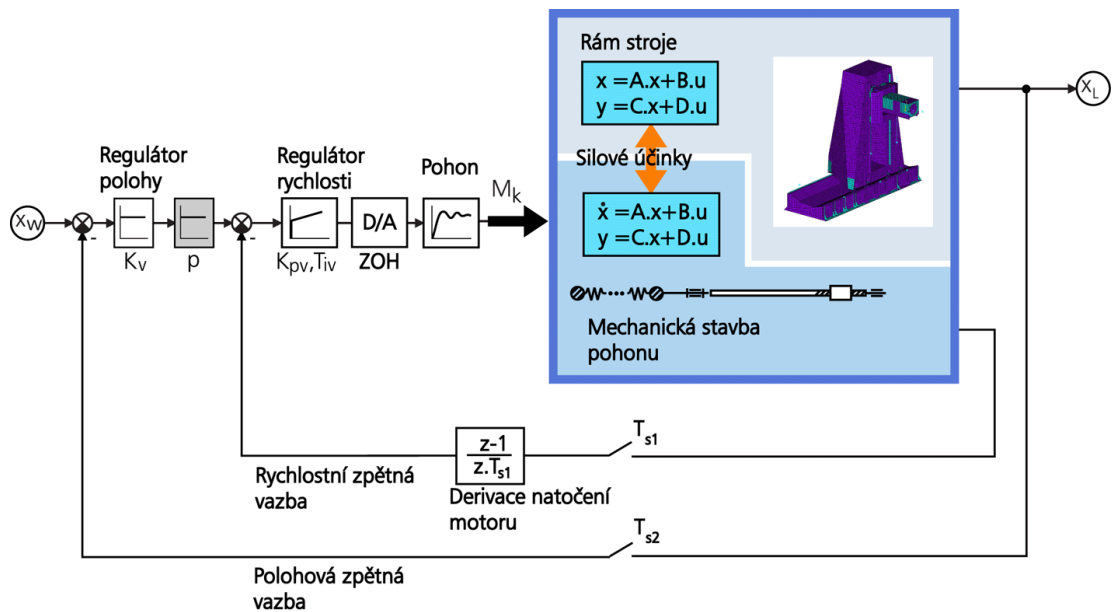 Rám stroje
x =A.x+B.u
y =C.x+D.u
Silové účinky
ẋ =A.x+B.u
y =C.x+D.u
Mechanická stavba
pohonu
X_L
Regulátor
polohy
Regulátor
rychlosti
Pohon
M_k
X_W
-
-
D/A
K_v
p
K_pv,T_iv
ZOH
T_s1
z-1
z.T_s1
Rychlostní zpětná
vazba
Derivace natočení
motoru
T_s2
Polohová zpětná
vazba